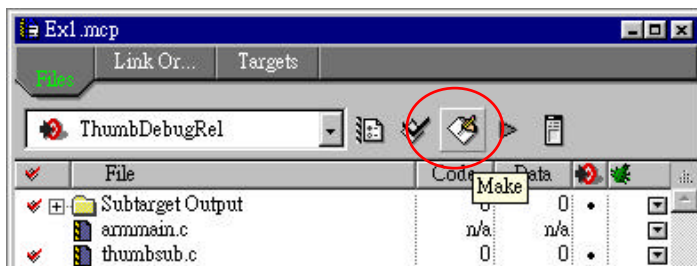 Ex1.mcp
Files Link Or... Targets
ThumbDebugRel
File Code Data
Make
Subtarget Output 0 0 •
armmain.c n/a n/a
thumbsub.c 0 0 •